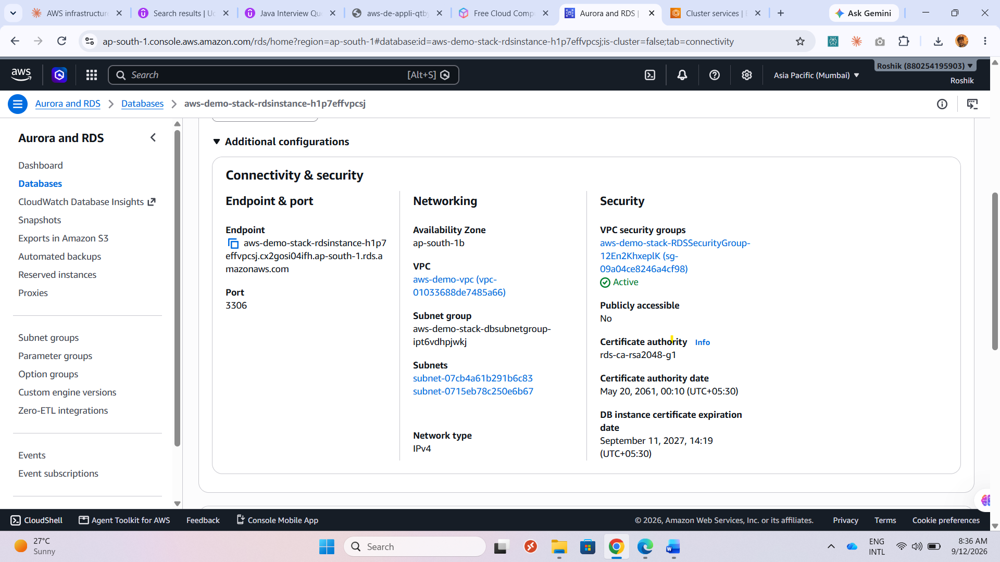 AWS infrastructure
Search results | Uc
Java Interview Que
aws-de-appli-qtby
Free Cloud Comp
Aurora and RDS |
Cluster services | E
Ask Gemini
ap-south-1.console.aws.amazon.com/rds/home?region=ap-south-1#database:id=aws-demo-stack-rdsinstance-h1p7effvpcsj;is-cluster=false;tab=connectivity
aws
Search
[Alt+S]
Asia Pacific (Mumbai)
Roshik (880254195903)
Roshik
Aurora and RDS
Databases
aws-demo-stack-rdsinstance-h1p7effvpcsj
Aurora and RDS
Dashboard
Databases
CloudWatch Database Insights
Snapshots
Exports in Amazon S3
Automated backups
Reserved instances
Proxies
Subnet groups
Parameter groups
Option groups
Custom engine versions
Zero-ETL integrations
Events
Event subscriptions
Additional configurations
Connectivity & security
Endpoint & port
Endpoint
aws-demo-stack-rdsinstance-h1p7
effvpcsj.cx2gosi04ifh.ap-south-1.rds.a
mazonaws.com
Port
3306
Networking
Availability Zone
ap-south-1b
VPC
aws-demo-vpc (vpc-
01033688de7485a66)
Subnet group
aws-demo-stack-dbsubnetgroup-
ipt6vdhpjwkj
Subnets
subnet-07cb4a61b291b6c83
subnet-0715eb78c250e6b67
Network type
IPv4
Security
VPC security groups
aws-demo-stack-RDSSecurityGroup-
12En2KhxeplK (sg-
09a04ce8246a4cf98)
Active
Publicly accessible
No
Certificate authority Info
rds-ca-rsa2048-g1
Certificate authority date
May 20, 2061, 00:10 (UTC+05:30)
DB instance certificate expiration
date
September 11, 2027, 14:19
(UTC+05:30)
CloudShell
Agent Toolkit for AWS
Feedback
Console Mobile App
© 2026, Amazon Web Services, Inc. or its affiliates.
Privacy
Terms
Cookie preferences
27°C
Sunny
Search
ENG
INTL
8:36 AM
9/12/2026